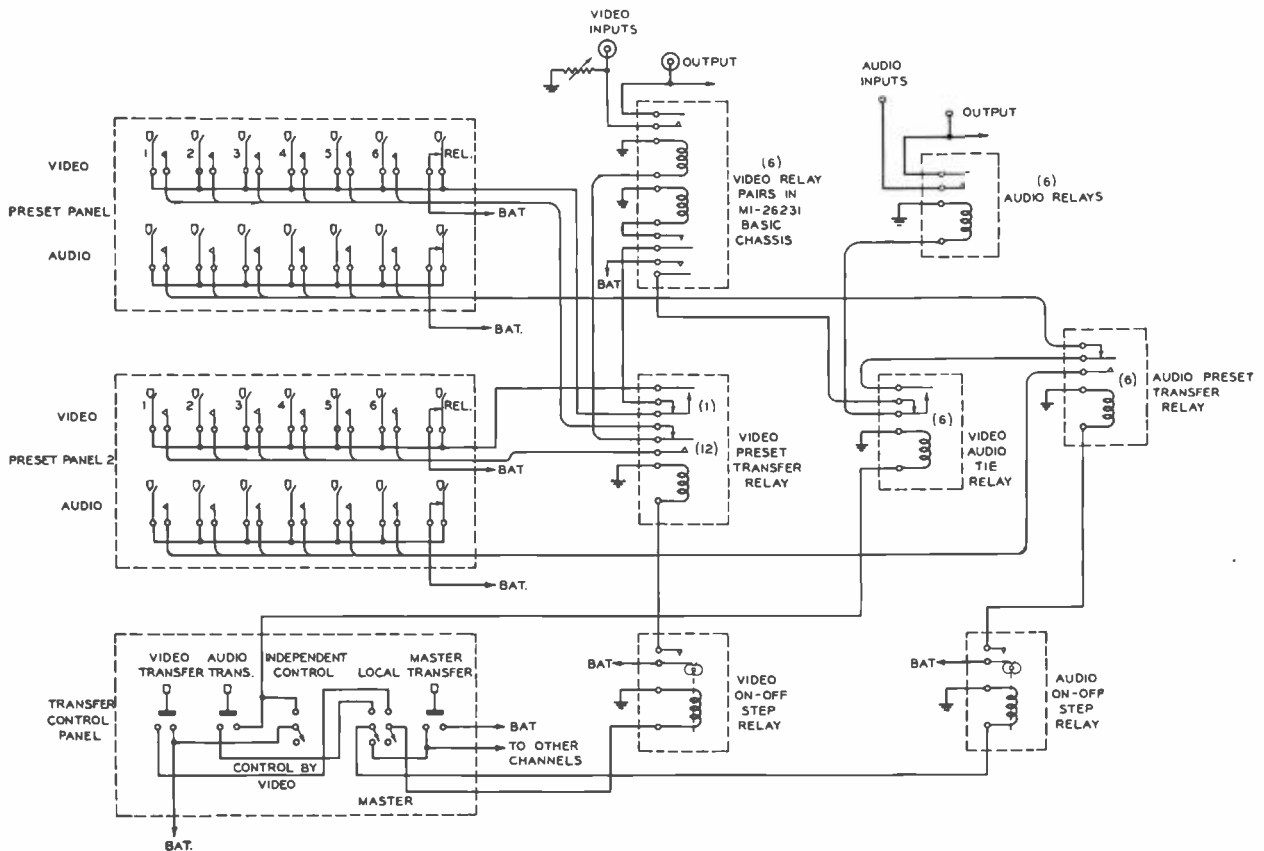 VIDEO
INPUTS
OUTPUT
AUDIO
INPUTS
OUTPUT
1 2 3 4 5 6 REL.
VIDEO
BAT
PRESET PANEL
AUDIO
BAT.
(6)
VIDEO RELAY
PAIRS IN
MI-26231
BASIC
CHASSIS
BAT
(6)
AUDIO RELAYS
1 2 3 4 5 6 REL.
VIDEO
BAT
PRESET PANEL 2
AUDIO
BAT.
(1)
(12)
VIDEO
PRESET
TRANSFER
RELAY
(6)
VIDEO
AUDIO
TIE
RELAY
(6)
AUDIO PRESET
TRANSFER
RELAY
VIDEO
TRANSFER
AUDIO
TRANS.
INDEPENDENT
CONTROL
LOCAL
MASTER
TRANSFER
TRANSFER
CONTROL
PANEL
CONTROL BY
VIDEO
MASTER
BAT
TO OTHER
CHANNELS
BAT.
BAT
VIDEO
ON-OFF
STEP
RELAY
BAT
AUDIO
ON-OFF
STEP
RELAY